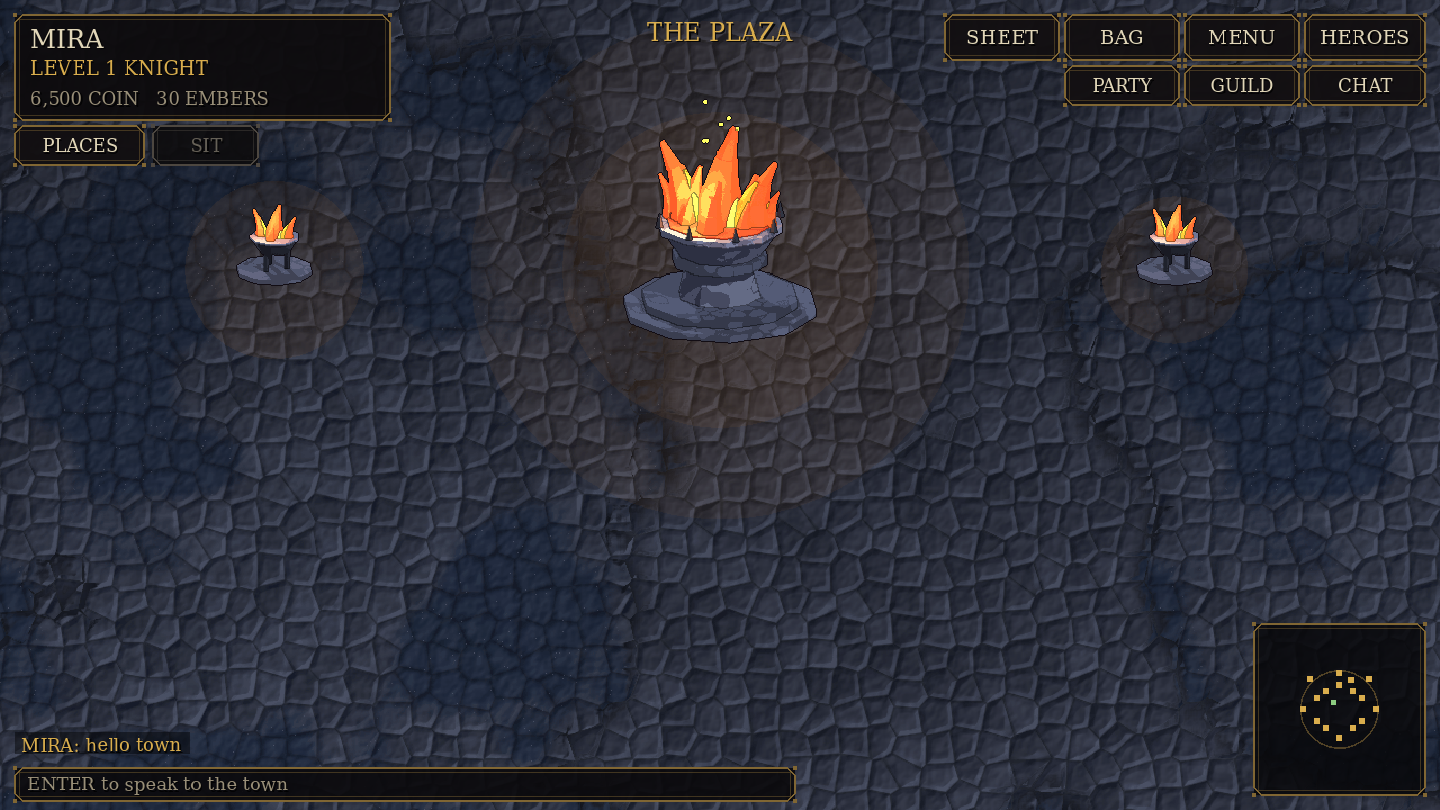 MIRA
LEVEL 1 KNIGHT
6,500 COIN 30 EMBERS
PLACES
SIT
THE PLAZA
SHEET
BAG
MENU
HEROES
PARTY
GUILD
CHAT
MIRA: hello town
ENTER to speak to the town